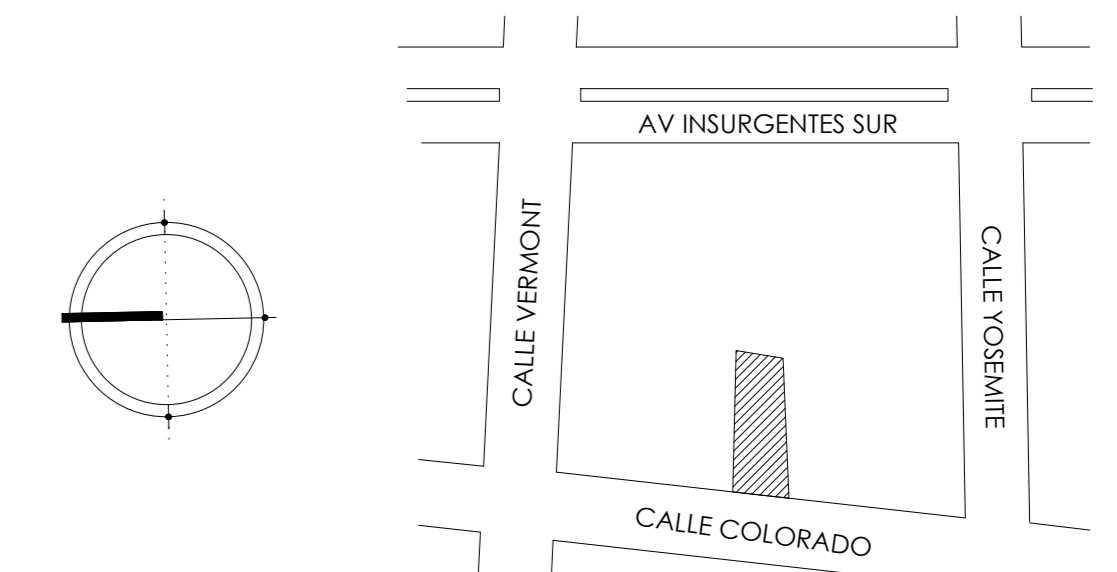 AV INSURGENTES SUR
CALLE VERMONT
CALLE YOSEMITE
CALLE COLORADO